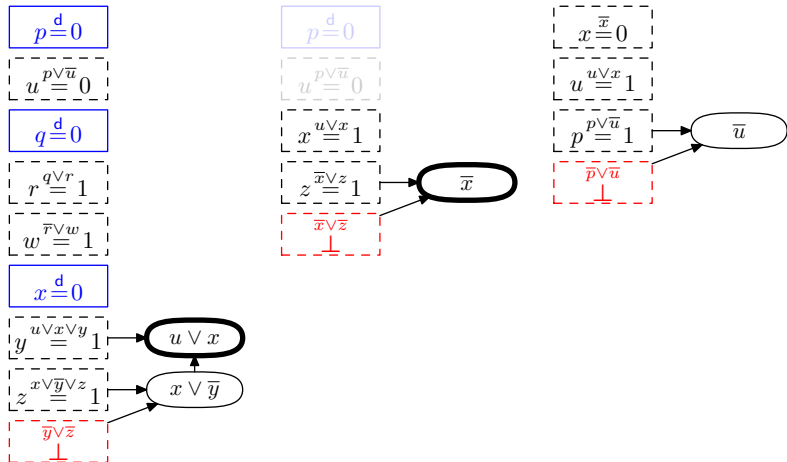 p =^d 0
u =^{p∨u̅} 0
q =^d 0
r =^{q∨r} 1
w =^{r̅∨w} 1
x =^d 0
y =^{u∨x∨y} 1
u ∨ x
z =^{x∨y̅∨z} 1
x ∨ y̅
y̅∨z̅
⊥
p =^d 0
u =^{p∨u̅} 0
x =^{u∨x} 1
z =^{x̅∨z} 1
x̅
x̅∨z̅
⊥
x =^{x̅} 0
u =^{u∨x} 1
p =^{p∨u̅} 1
u̅
p̅∨u̅
⊥